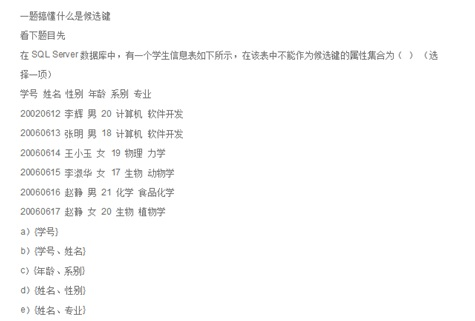 一题搞懂什么是候选键
看下题目先
在 SQL Server 数据库中，有一个学生信息表如下所示，在该表中不能作为候选键的属性集合为（ ） （选
择一项）
学号 姓名 性别 年龄 系别 专业
20020612 李辉 男 20 计算机 软件开发
20060613 张明 男 18 计算机 软件开发
20060614 王小玉 女 19 物理 力学
20060615 李淑华 女 17 生物 动物学
20060616 赵静 男 21 化学 食品化学
20060617 赵静 女 20 生物 植物学
a）{学号}
b）{学号、姓名}
c）{年龄、系别}
d）{姓名、性别}
e）{姓名、专业}